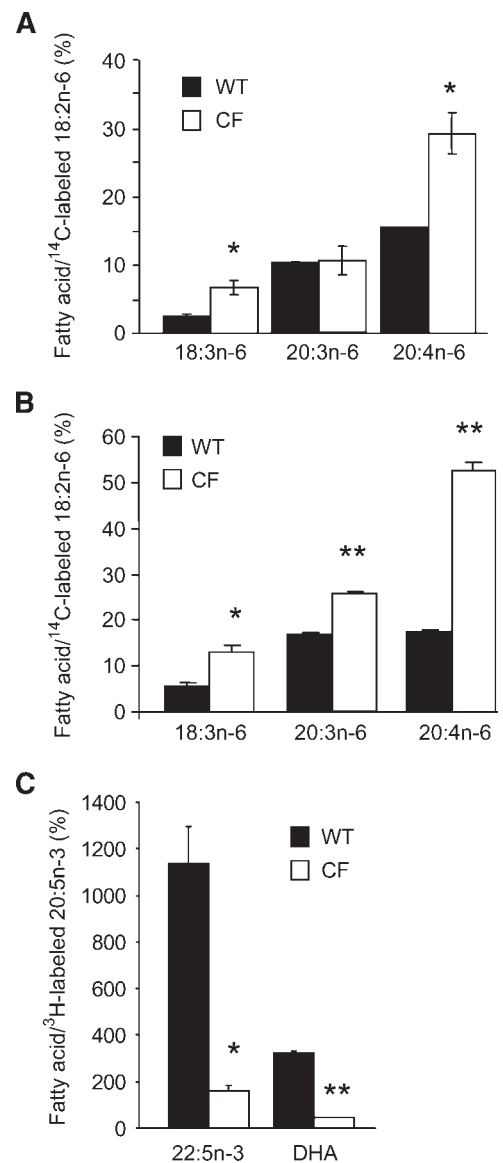 A
Fatty acid/¹⁴C-labeled 18:2n-6 (%)
40
30
20
10
0
WT
CF
*
*
18:3n-6 20:3n-6 20:4n-6
B
Fatty acid/¹⁴C-labeled 18:2n-6 (%)
60
50
40
30
20
10
0
WT
CF
*
**
**
18:3n-6 20:3n-6 20:4n-6
C
Fatty acid/³H-labeled 20:5n-3 (%)
1400
1200
1000
800
600
400
200
0
WT
CF
*
**
22:5n-3 DHA